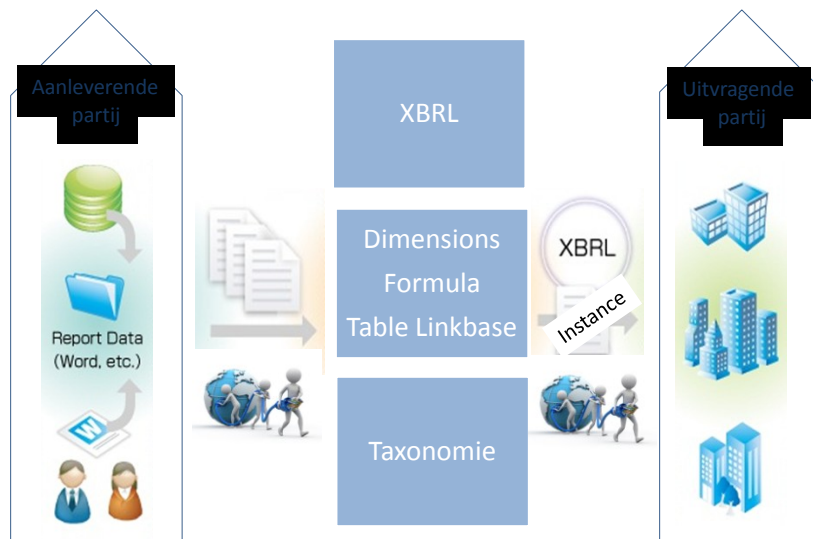 Aanleverende
partij
Report Data
(Word, etc.)
W
XBRL
Dimensions
Formula
Table Linkbase
Taxonomie
XBRL
Instance
Uitvragende
partij